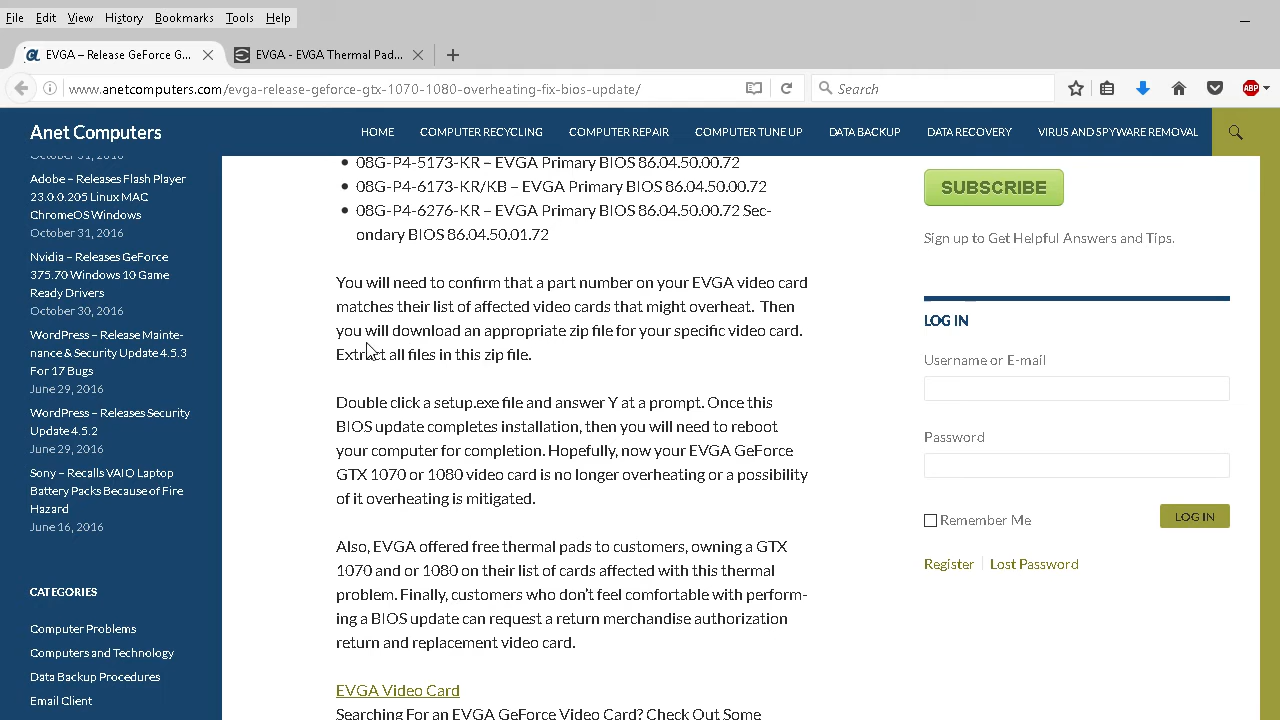 File Edit View History Bookmarks Tools Help
EVGA – Release GeForce G...
EVGA - EVGA Thermal Pad...
www.anetcomputers.com/evga-release-geforce-gtx-1070-1080-overheating-fix-bios-update/
Search
ABP
Anet Computers
HOME COMPUTER RECYCLING COMPUTER REPAIR COMPUTER TUNE UP DATA BACKUP DATA RECOVERY VIRUS AND SPYWARE REMOVAL
October 31, 2016
Adobe – Releases Flash Player
23.0.0.205 Linux MAC
ChromeOS Windows
October 31, 2016
Nvidia – Releases GeForce
375.70 Windows 10 Game
Ready Drivers
October 30, 2016
WordPress – Release Mainte-
nance & Security Update 4.5.3
For 17 Bugs
June 29, 2016
WordPress – Releases Security
Update 4.5.2
June 29, 2016
Sony – Recalls VAIO Laptop
Battery Packs Because of Fire
Hazard
June 16, 2016
CATEGORIES
Computer Problems
Computers and Technology
Data Backup Procedures
Email Client
• 08G-P4-5173-KR – EVGA Primary BIOS 86.04.50.00.72
• 08G-P4-6173-KR/KB – EVGA Primary BIOS 86.04.50.00.72
• 08G-P4-6276-KR – EVGA Primary BIOS 86.04.50.00.72 Sec-
ondary BIOS 86.04.50.01.72
You will need to confirm that a part number on your EVGA video card
matches their list of affected video cards that might overheat. Then
you will download an appropriate zip file for your specific video card.
Extract all files in this zip file.
Double click a setup.exe file and answer Y at a prompt. Once this
BIOS update completes installation, then you will need to reboot
your computer for completion. Hopefully, now your EVGA GeForce
GTX 1070 or 1080 video card is no longer overheating or a possibility
of it overheating is mitigated.
Also, EVGA offered free thermal pads to customers, owning a GTX
1070 and or 1080 on their list of cards affected with this thermal
problem. Finally, customers who don't feel comfortable with perform-
ing a BIOS update can request a return merchandise authorization
return and replacement video card.
EVGA Video Card
Searching For an EVGA GeForce Video Card? Check Out Some
SUBSCRIBE
Sign up to Get Helpful Answers and Tips.
LOG IN
Username or E-mail
Password
Remember Me
LOG IN
Register | Lost Password